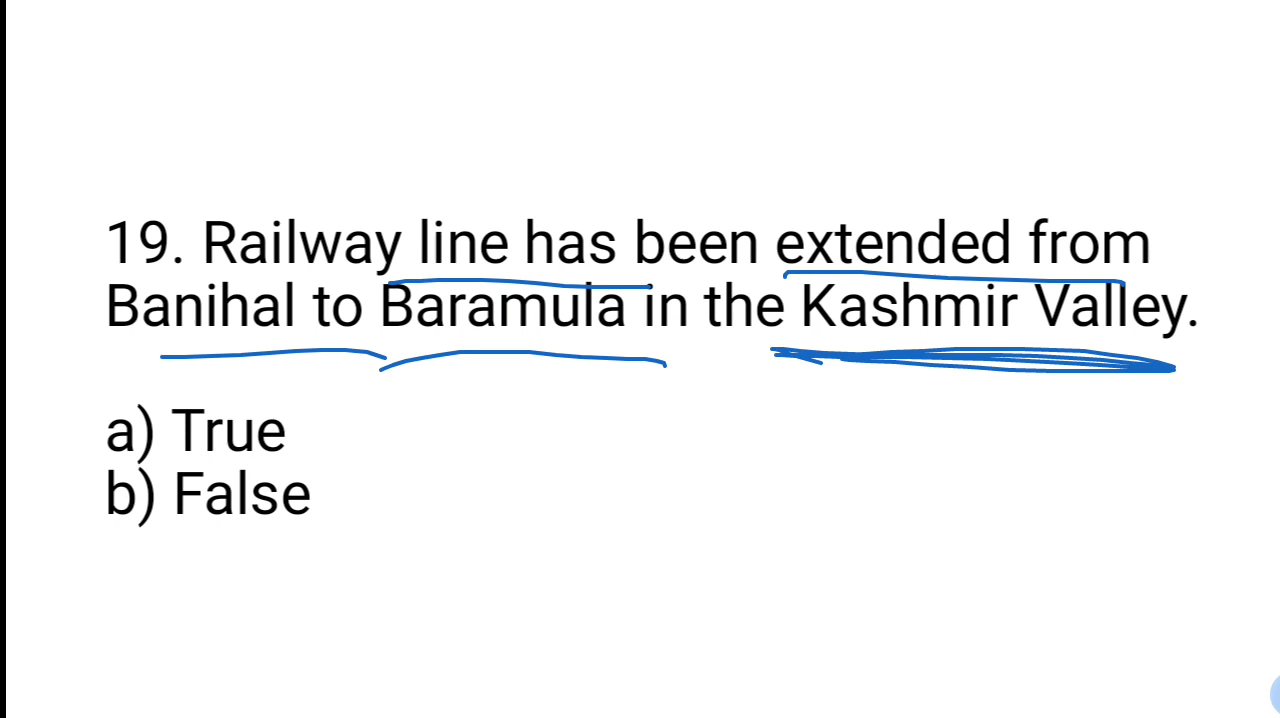 19. Railway line has been extended from
Banihal to Baramula in the Kashmir Valley.
a) True
b) False